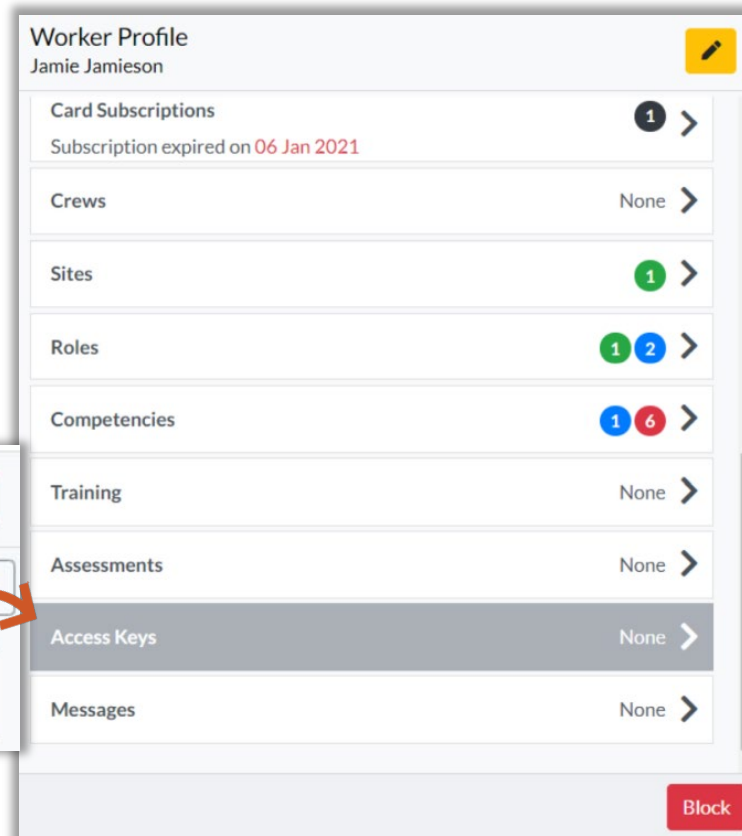 Worker Profile
Jamie Jamieson
Card Subscriptions 1
Subscription expired on 06 Jan 2021
Crews None
Sites 1
Roles 1 2
Competencies 1 6
Training None
Assessments None
Access Keys None
Messages None
Block